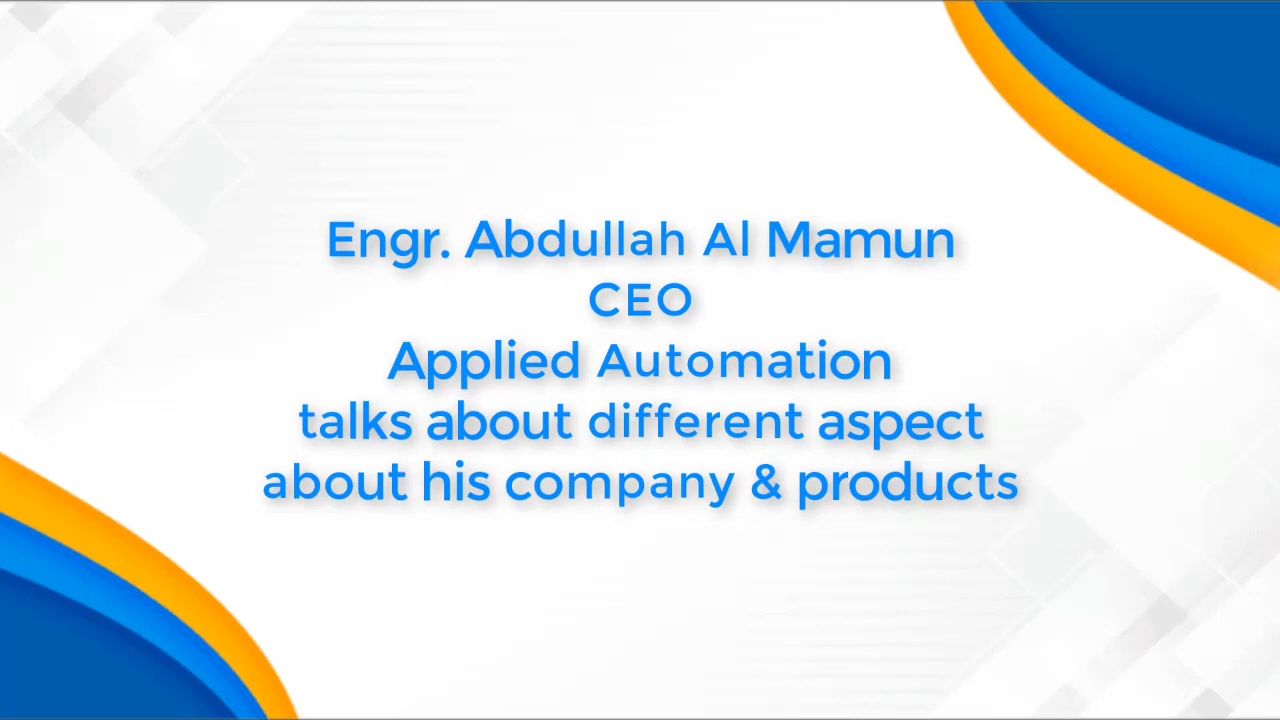 Engr. Abdullah Al Mamun
CEO
Applied Automation
talks about different aspect
about his company & products